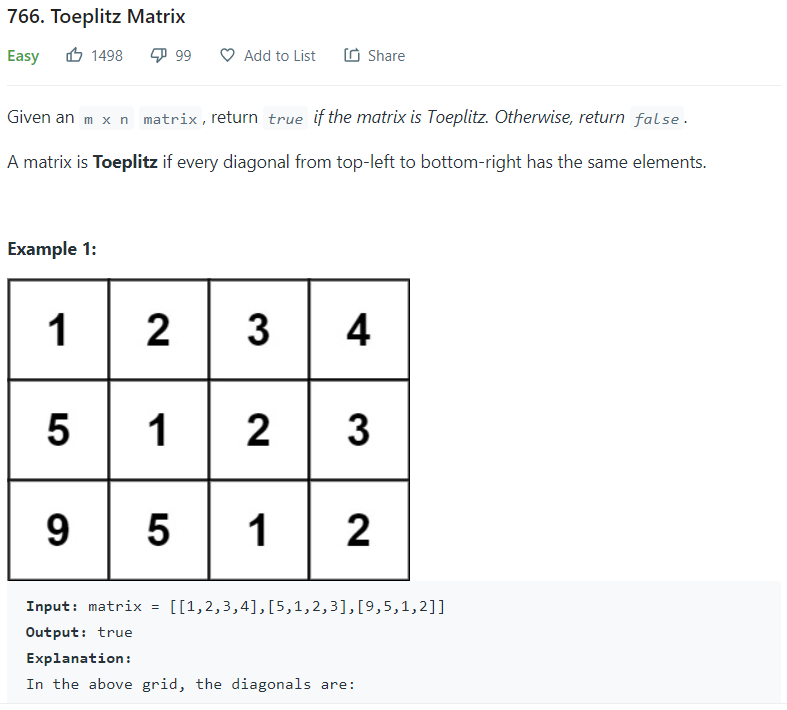 766. Toeplitz Matrix
Easy 1498 99 Add to List Share
Given an m x n matrix, return true if the matrix is Toeplitz. Otherwise, return false.
A matrix is Toeplitz if every diagonal from top-left to bottom-right has the same elements.
Example 1:
1 2 3 4
5 1 2 3
9 5 1 2
Input: matrix = [[1,2,3,4],[5,1,2,3],[9,5,1,2]]
Output: true
Explanation:
In the above grid, the diagonals are: